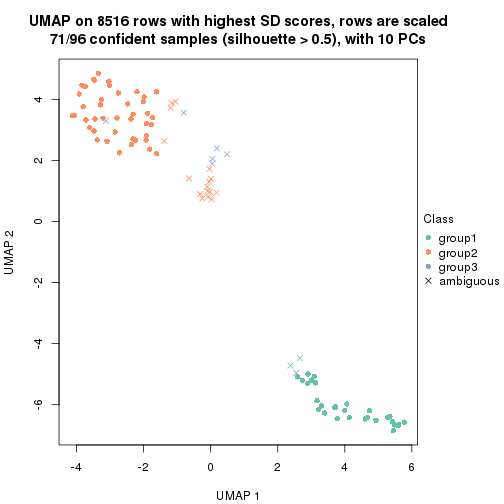 UMAP on 8516 rows with highest SD scores, rows are scaled
71/96 confident samples (silhouette > 0.5), with 10 PCs
4
2
0
-2
-4
-6
UMAP 2
-4
-2
0
2
4
6
UMAP 1
Class
group1
group2
group3
ambiguous